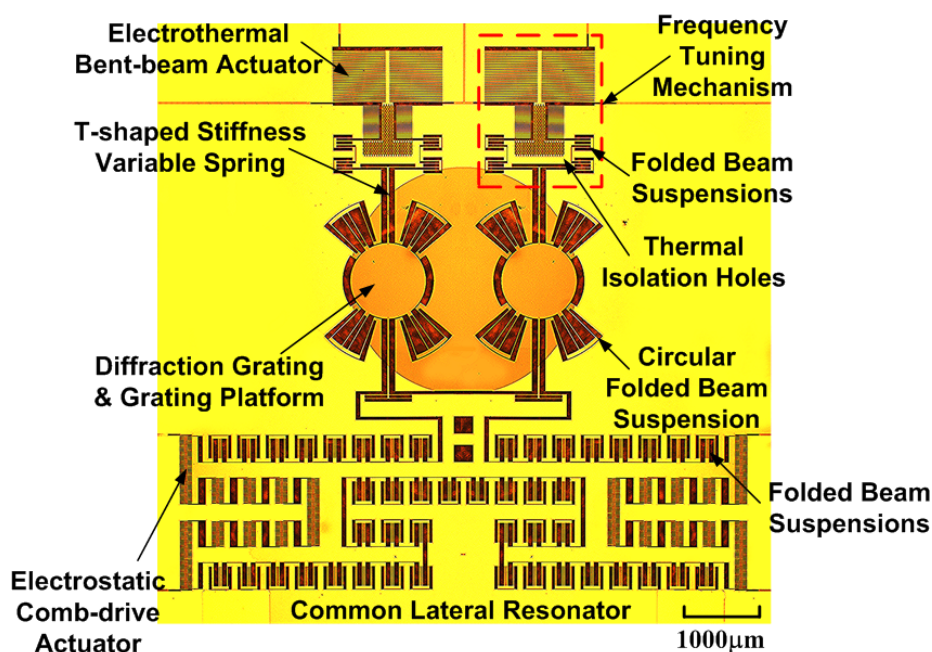 Electrothermal
Bent-beam Actuator
Frequency
Tuning
Mechanism
T-shaped Stiffness
Variable Spring
Folded Beam
Suspensions
Thermal
Isolation Holes
Diffraction Grating
& Grating Platform
Circular
Folded Beam
Suspension
Folded Beam
Suspensions
Electrostatic
Comb-drive
Actuator
Common Lateral Resonator
1000μm